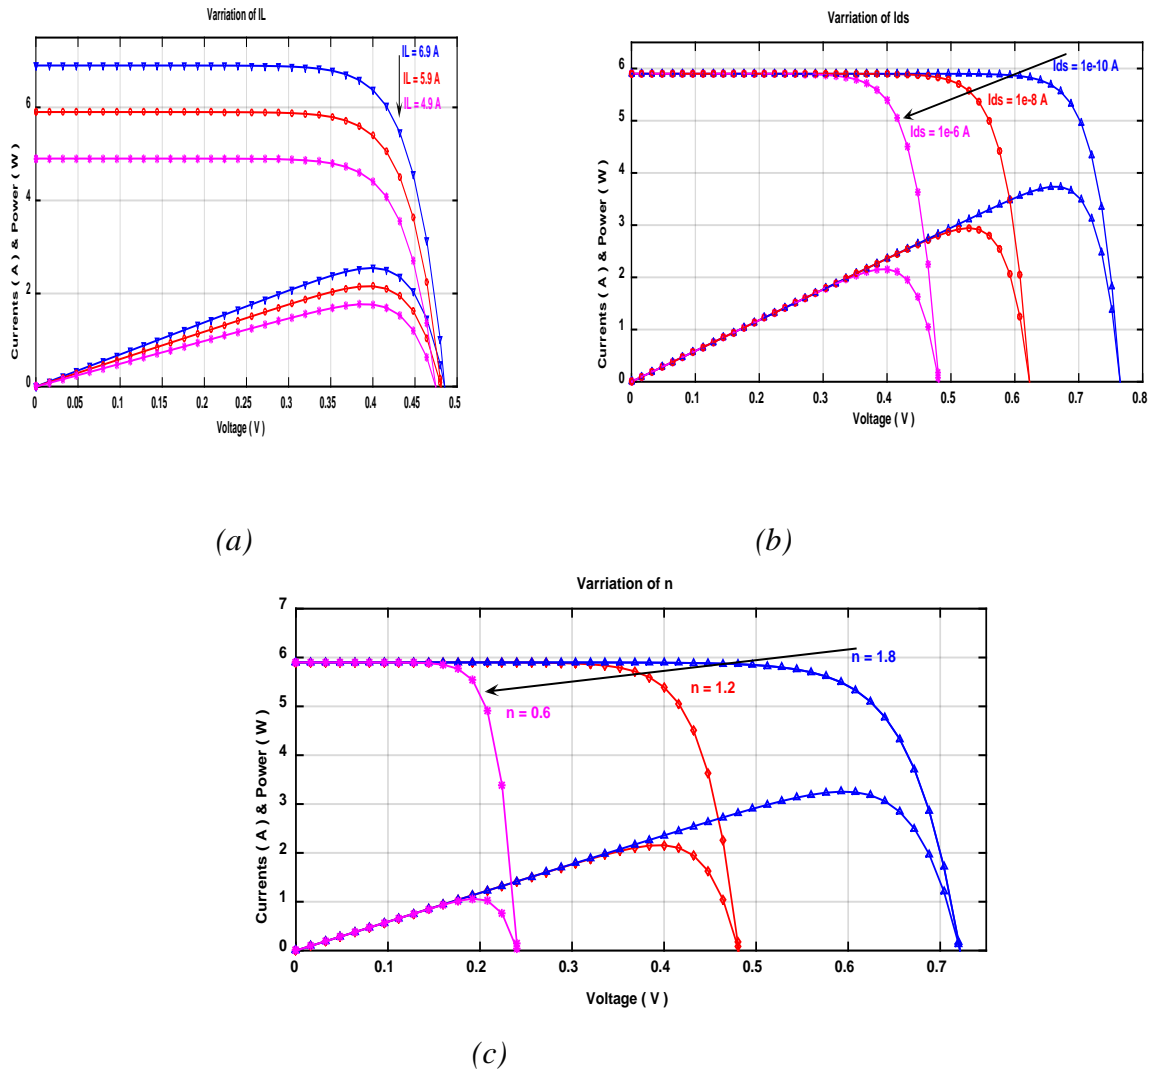 Varriation of IL
IL = 6.9 A
IL = 5.9 A
IL = 4.9 A
6
4
2
0
Currents ( A ) & Power ( W )
0 0.05 0.1 0.15 0.2 0.25 0.3 0.35 0.4 0.45 0.5
Voltage ( V )
(a)
Varriation of Ids
Ids = 1e-10 A
Ids = 1e-8 A
Ids = 1e-6 A
6
5
4
3
2
1
0
Currents ( A ) & Power ( W )
0 0.1 0.2 0.3 0.4 0.5 0.6 0.7 0.8
Voltage ( V )
(b)
Varriation of n
n = 1.8
n = 1.2
n = 0.6
7
6
5
4
3
2
1
0
Currents ( A ) & Power ( W )
0 0.1 0.2 0.3 0.4 0.5 0.6 0.7
Voltage ( V )
(c)